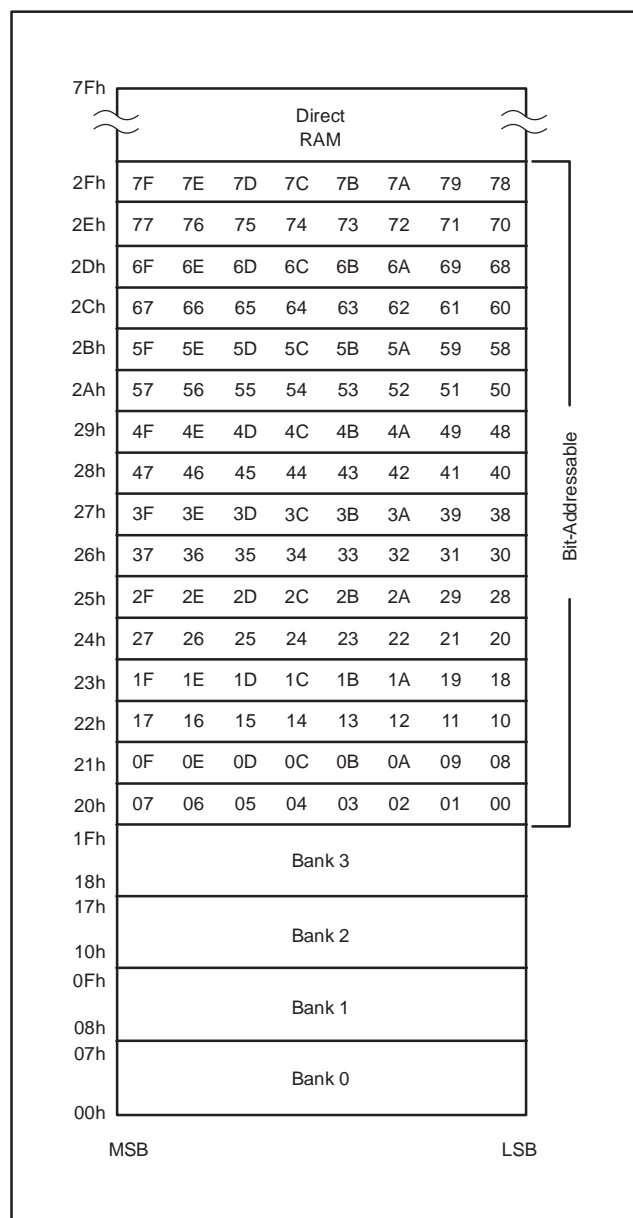 7Fh
Direct
RAM
2Fh 7F 7E 7D 7C 7B 7A 79 78
2Eh 77 76 75 74 73 72 71 70
2Dh 6F 6E 6D 6C 6B 6A 69 68
2Ch 67 66 65 64 63 62 61 60
2Bh 5F 5E 5D 5C 5B 5A 59 58
2Ah 57 56 55 54 53 52 51 50
29h 4F 4E 4D 4C 4B 4A 49 48
28h 47 46 45 44 43 42 41 40
27h 3F 3E 3D 3C 3B 3A 39 38
26h 37 36 35 34 33 32 31 30
25h 2F 2E 2D 2C 2B 2A 29 28
24h 27 26 25 24 23 22 21 20
23h 1F 1E 1D 1C 1B 1A 19 18
22h 17 16 15 14 13 12 11 10
21h 0F 0E 0D 0C 0B 0A 09 08
20h 07 06 05 04 03 02 01 00
Bit-Addressable
1Fh
Bank 3
18h
17h
Bank 2
10h
0Fh
Bank 1
08h
07h
Bank 0
00h
MSB LSB